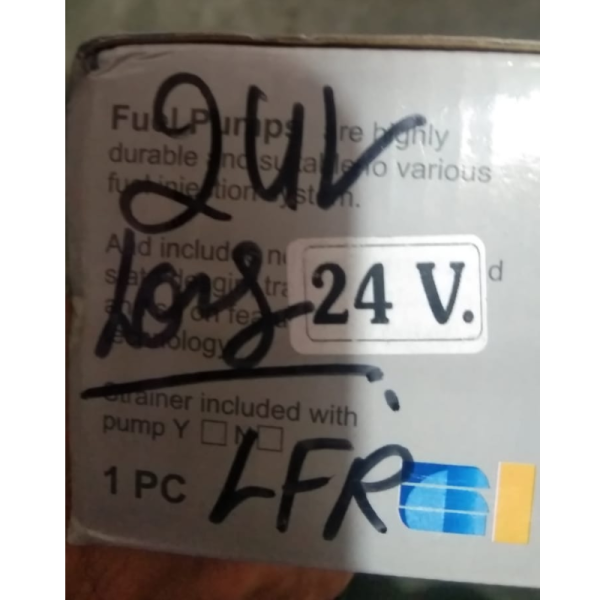 24V
Long
LFR
24 V.
Fuel Pumps are highly
durable and suitable to various
fuel injection system.
And include
technology
Strainer included with
pump Y N
1 PC